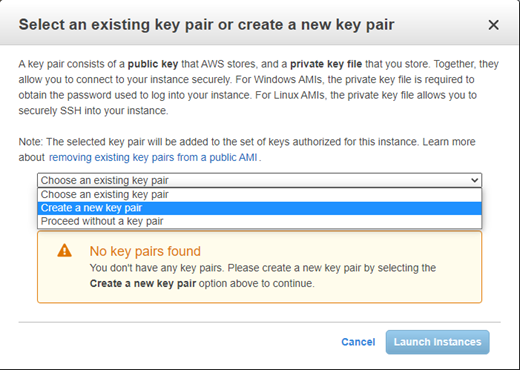 Select an existing key pair or create a new key pair
A key pair consists of a public key that AWS stores, and a private key file that you store. Together, they
allow you to connect to your instance securely. For Windows AMIs, the private key file is required to
obtain the password used to log into your instance. For Linux AMIs, the private key file allows you to
securely SSH into your instance.
Note: The selected key pair will be added to the set of keys authorized for this instance. Learn more
about removing existing key pairs from a public AMI.
Choose an existing key pair
Choose an existing key pair
Create a new key pair
Proceed without a key pair
No key pairs found
You don't have any key pairs. Please create a new key pair by selecting the
Create a new key pair option above to continue.
Cancel Launch Instances